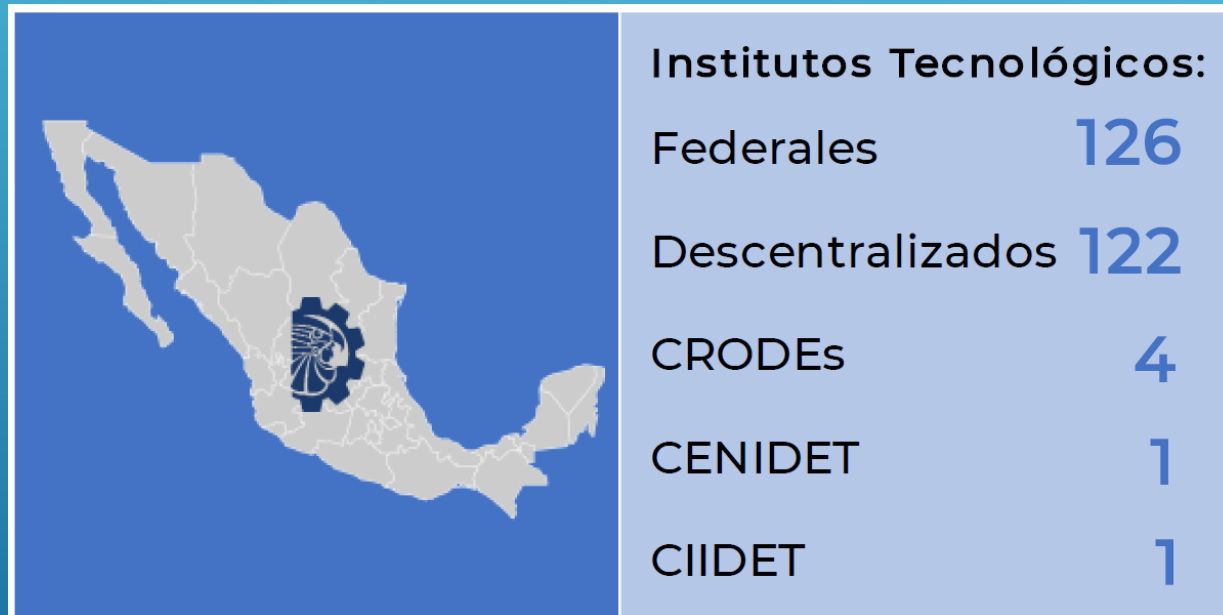 Institutos Tecnológicos:
Federales 126
Descentralizados 122
CRODEs 4
CENIDET 1
CIIDET 1